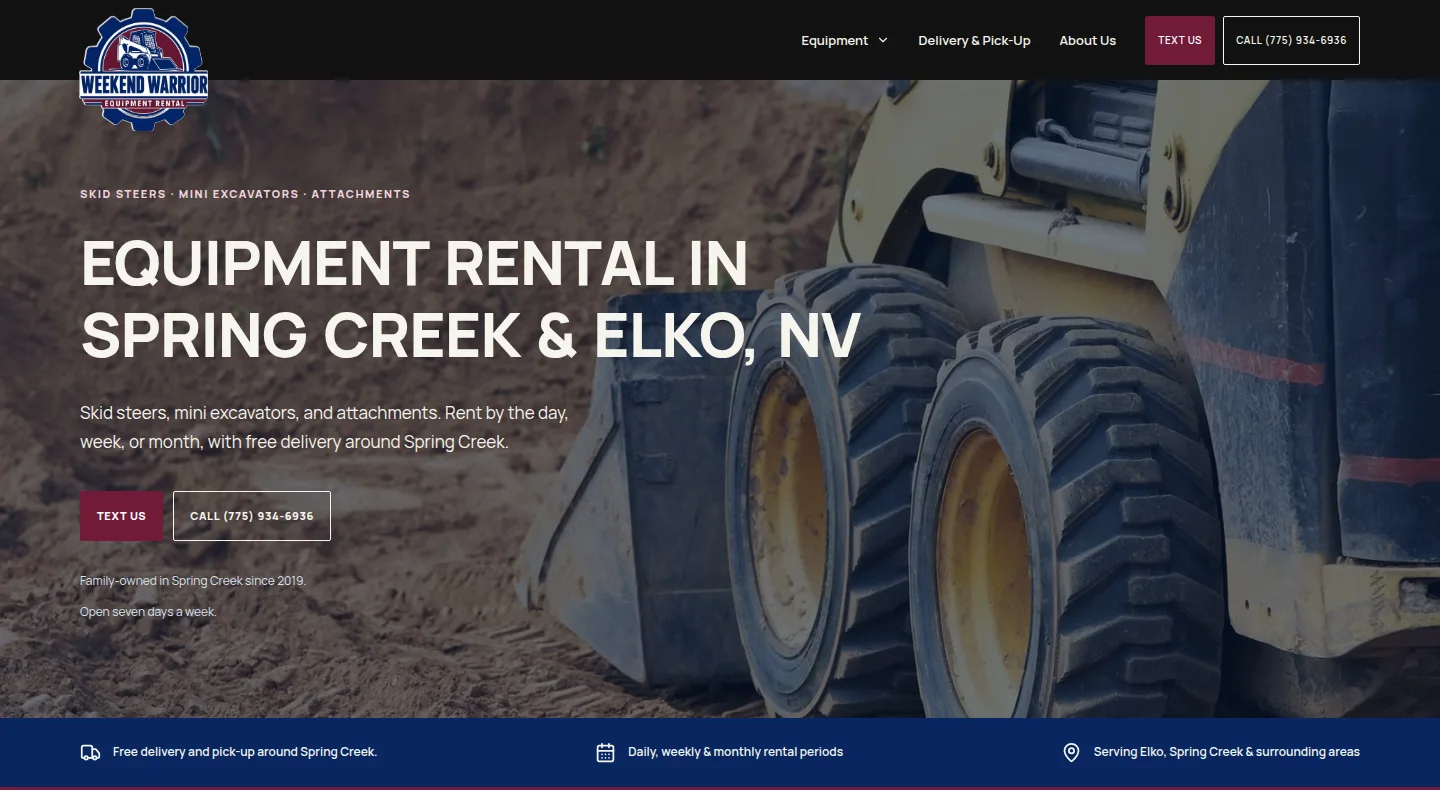 WEEKEND WARRIOR
EQUIPMENT RENTAL
Equipment
Delivery & Pick-Up
About Us
TEXT US
CALL (775) 934-6936
SKID STEERS · MINI EXCAVATORS · ATTACHMENTS
EQUIPMENT RENTAL IN
SPRING CREEK & ELKO, NV
Skid steers, mini excavators, and attachments. Rent by the day,
week, or month, with free delivery around Spring Creek.
TEXT US
CALL (775) 934-6936
Family-owned in Spring Creek since 2019.
Open seven days a week.
Free delivery and pick-up around Spring Creek.
Daily, weekly & monthly rental periods
Serving Elko, Spring Creek & surrounding areas